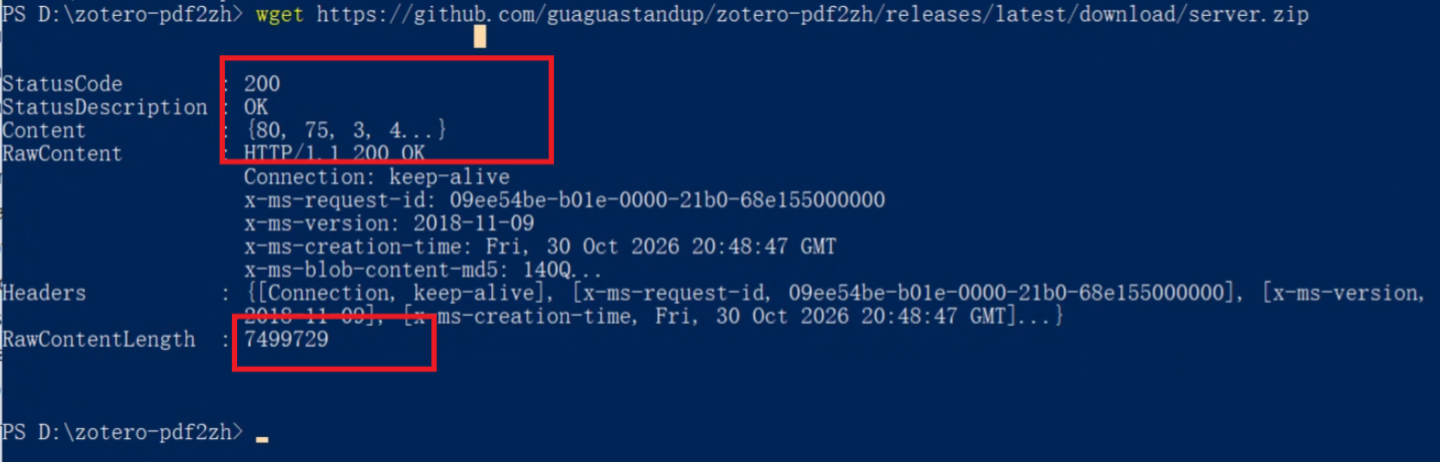 PS D:\zotero-pdf2zh> wget https://github.com/guaguastandup/zotero-pdf2zh/releases/latest/download/server.zip
StatusCode : 200
StatusDescription : OK
Content : {80, 75, 3, 4...}
RawContent : HTTP/1.1 200 OK
Connection: keep-alive
x-ms-request-id: 09ee54be-b01e-0000-21b0-68e155000000
x-ms-version: 2018-11-09
x-ms-creation-time: Fri, 30 Oct 2026 20:48:47 GMT
x-ms-blob-content-md5: 140Q...
Headers : {[Connection, keep-alive], [x-ms-request-id, 09ee54be-b01e-0000-21b0-68e155000000], [x-ms-version,
2018-11-09], [x-ms-creation-time, Fri, 30 Oct 2026 20:48:47 GMT]...}
RawContentLength : 7499729
PS D:\zotero-pdf2zh>